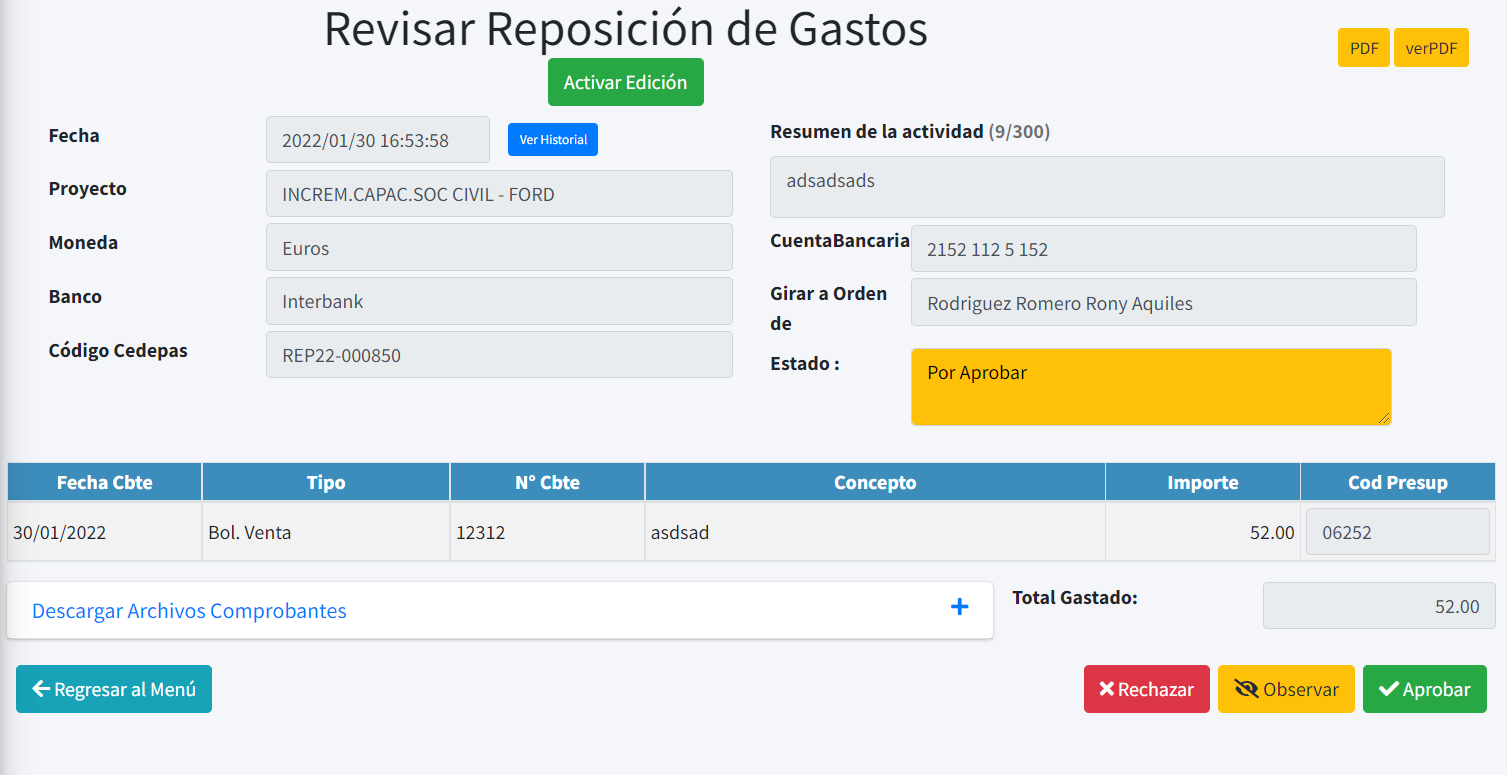 Revisar Reposición de Gastos
PDF
verPDF
Activar Edición
Fecha
2022/01/30 16:53:58
Ver Historial
Proyecto
INCREM.CAPAC.SOC CIVIL - FORD
Moneda
Euros
Banco
Interbank
Código Cedepas
REP22-000850
Resumen de la actividad (9/300)
adsadsads
CuentaBancaria
2152 112 5 152
Girar a Orden
de
Rodriguez Romero Rony Aquiles
Estado :
Por Aprobar
Fecha Cbte Tipo N° Cbte Concepto Importe Cod Presup
30/01/2022 Bol. Venta 12312 asdsad 52.00 06252
Descargar Archivos Comprobantes
Total Gastado:
52.00
Regresar al Menú
Rechazar
Observar
Aprobar